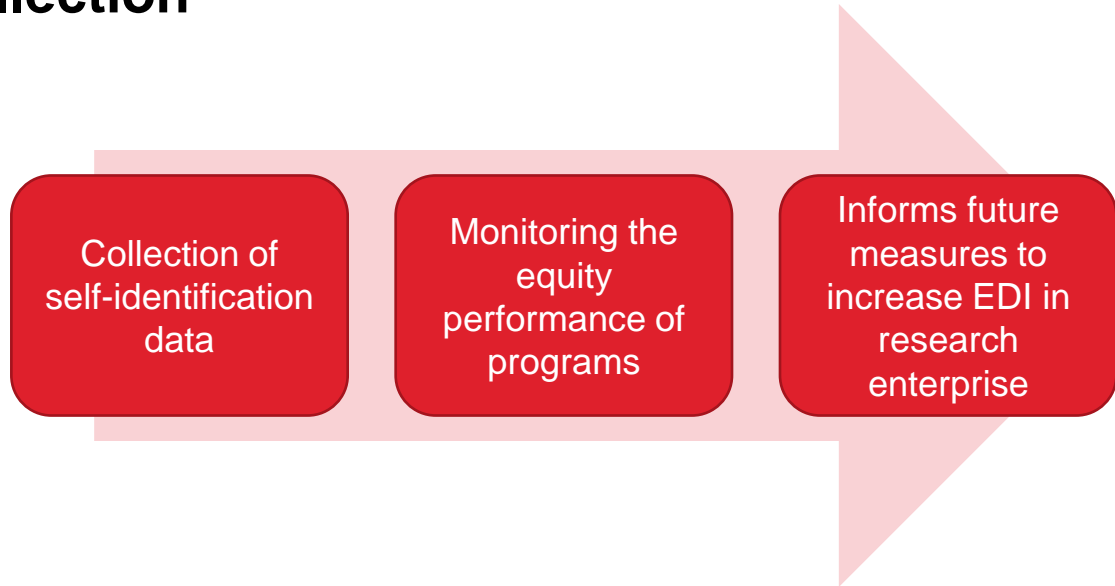 Collection of
self-identification
data
Monitoring the
equity
performance of
programs
Informs future
measures to
increase EDI in
research
enterprise